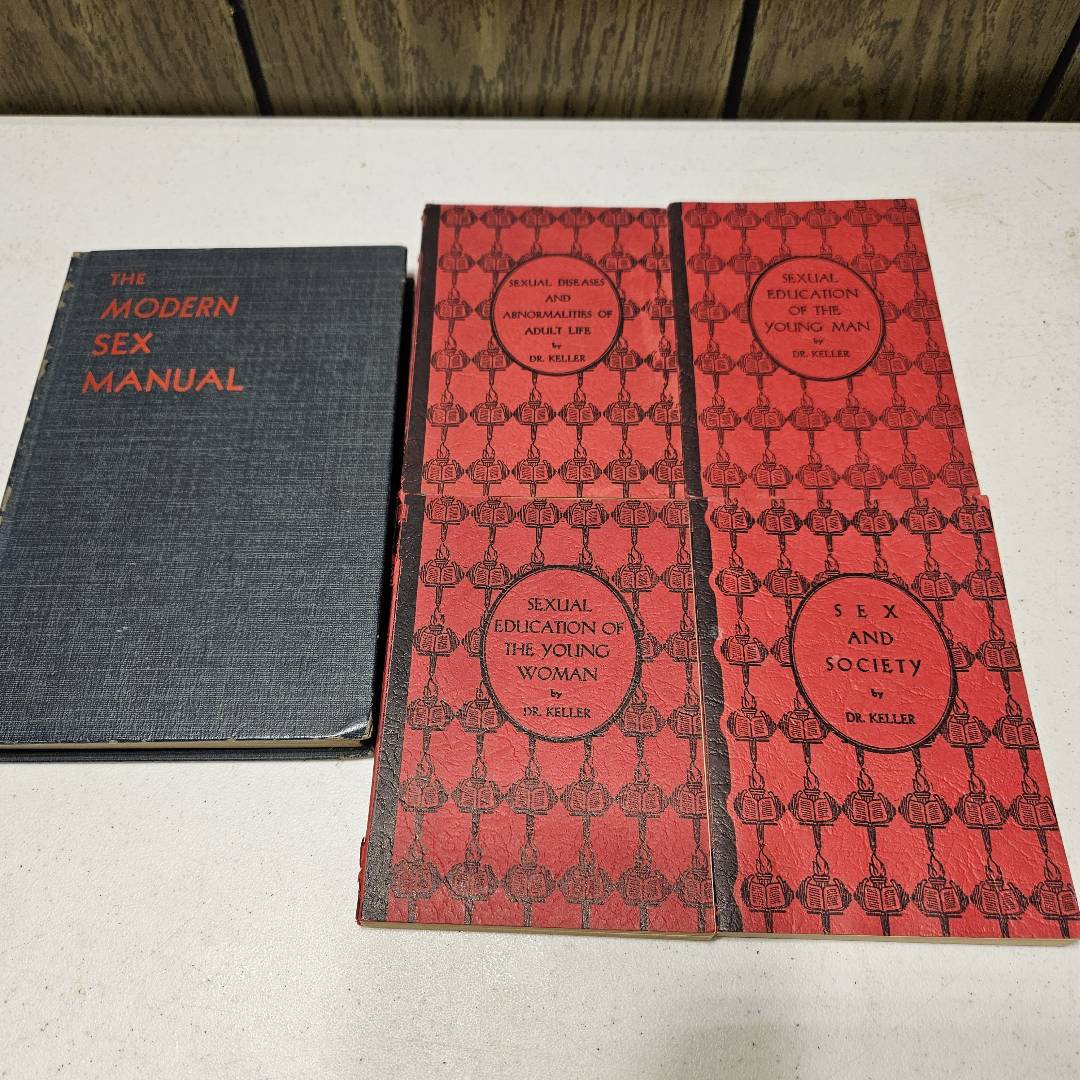 THE
MODERN
SEX
MANUAL
SEXUAL DISEASES
AND
ABNORMALITIES OF
ADULT LIFE
by
DR. KELLER
SEXUAL
EDUCATION
OF THE
YOUNG MAN
by
DR. KELLER
SEXUAL
EDUCATION OF
THE YOUNG
WOMAN
by
DR. KELLER
SEX
AND
SOCIETY
by
DR. KELLER